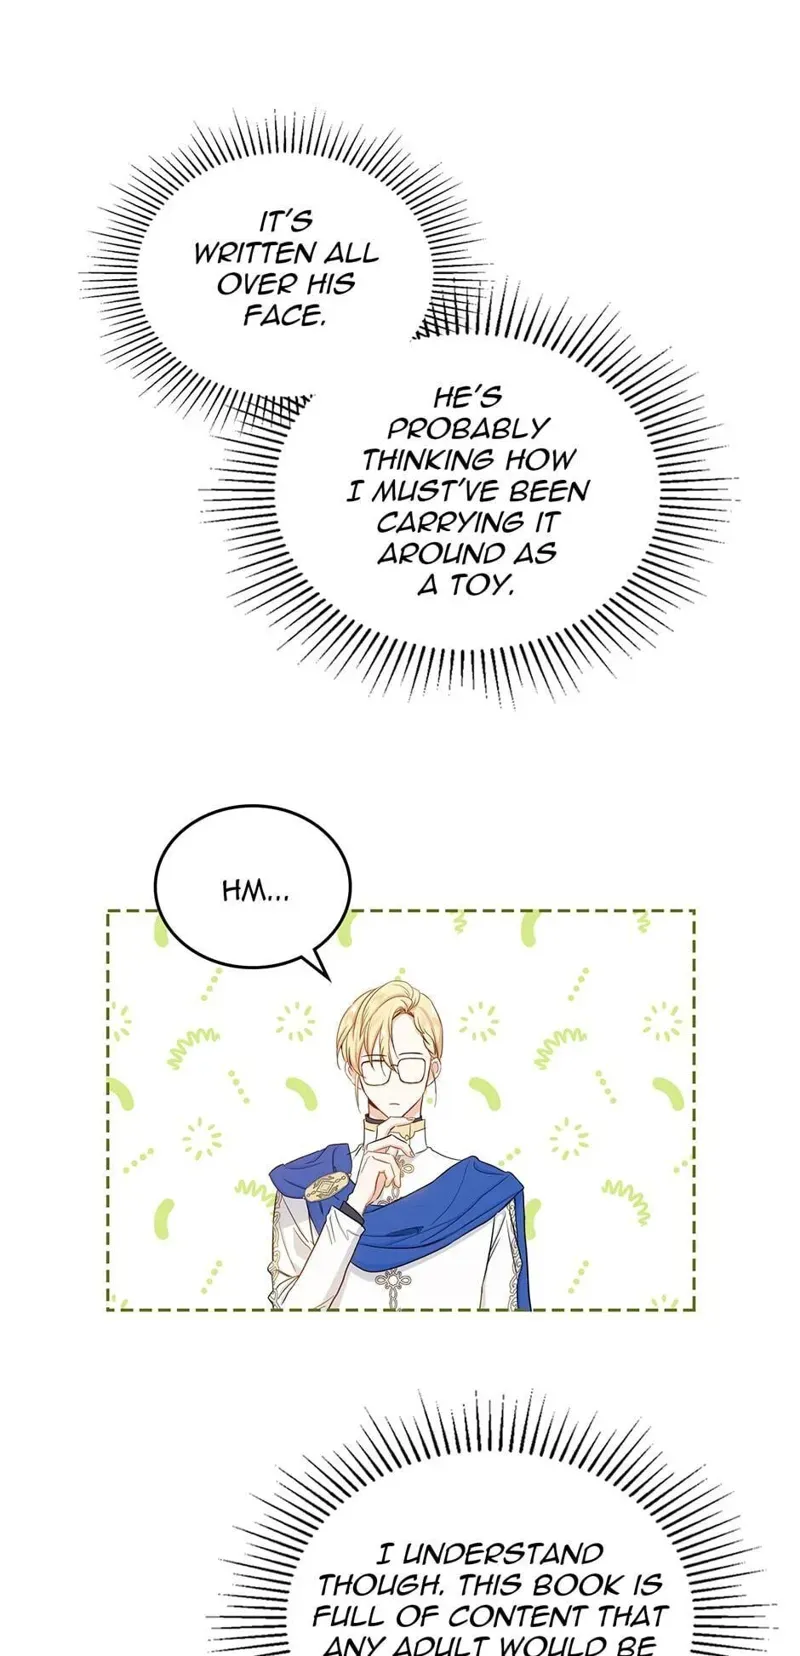 IT'S
WRITTEN ALL
OVER HIS
FACE.
HE'S
PROBABLY
THINKING HOW
I MUST'VE BEEN
CARRYING IT
AROUND AS
A TOY.
HM...
I UNDERSTAND
THOUGH. THIS BOOK IS
FULL OF CONTENT THAT
ANY ADULT WOULD BE